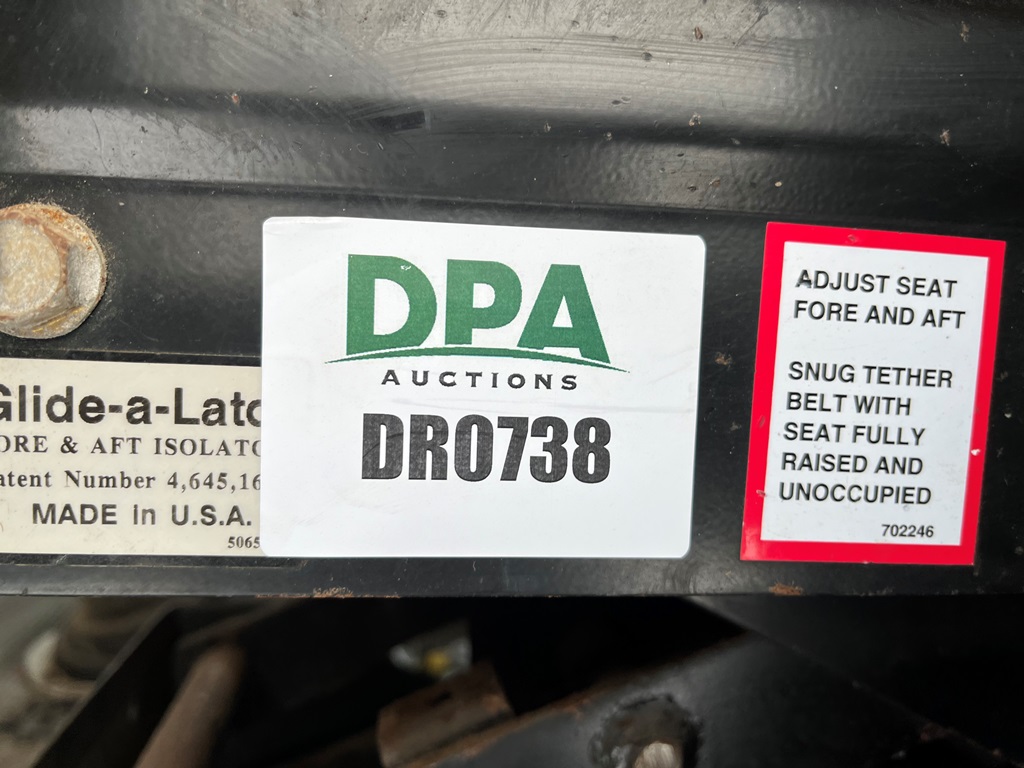 DPA
AUCTIONS
DR0738
Glide-a-Latc
ORE & AFT ISOLATO
atent Number 4,645,16
MADE in U.S.A.
5065
ADJUST SEAT
FORE AND AFT
SNUG TETHER
BELT WITH
SEAT FULLY
RAISED AND
UNOCCUPIED
702246